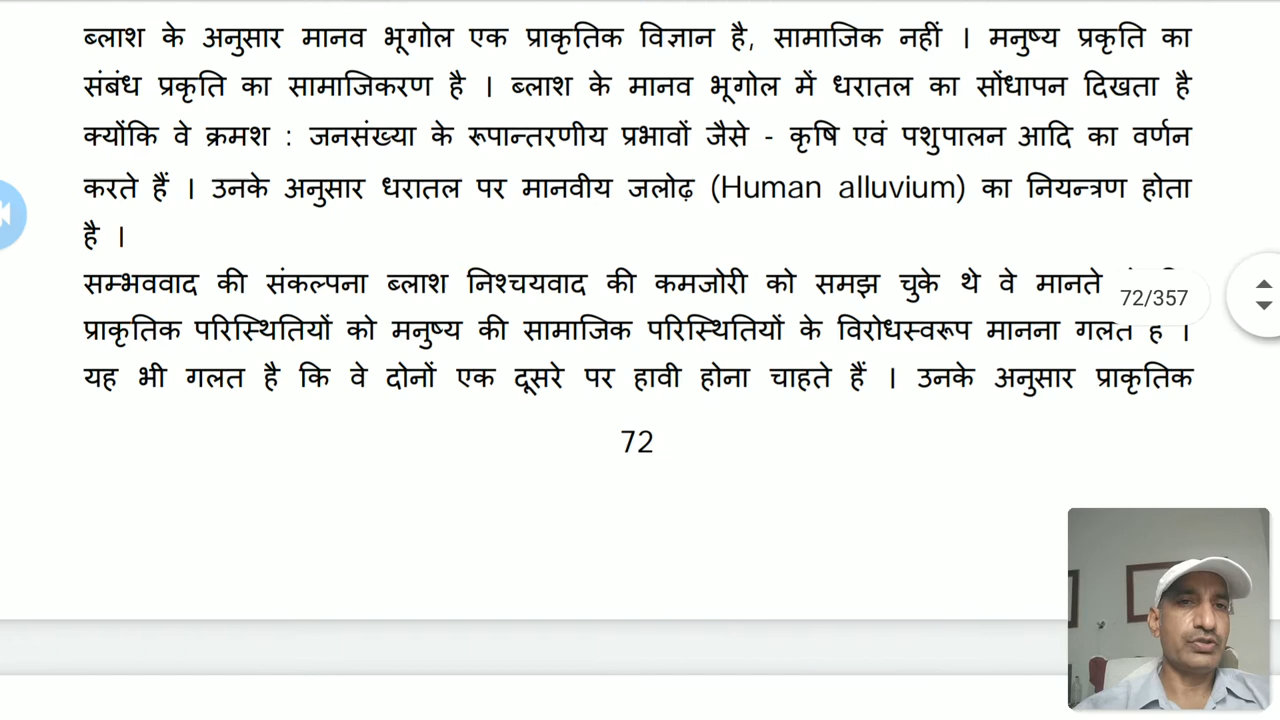 ब्लाश के अनुसार मानव भूगोल एक प्राकृतिक विज्ञान है, सामाजिक नहीं । मनुष्य प्रकृति का
संबंध प्रकृति का सामाजिकरण है । ब्लाश के मानव भूगोल में धरातल का सोंधापन दिखता है
क्योंकि वे क्रमश : जनसंख्या के रूपान्तरणीय प्रभावों जैसे - कृषि एवं पशुपालन आदि का वर्णन
करते हैं । उनके अनुसार धरातल पर मानवीय जलोढ़ (Human alluvium) का नियन्त्रण होता
है ।
सम्भववाद की संकल्पना ब्लाश निश्चयवाद की कमजोरी को समझ चुके थे वे मानते
72/357
प्राकृतिक परिस्थितियों को मनुष्य की सामाजिक परिस्थितियों के विरोधस्वरूप मानना गलत है ।
यह भी गलत है कि वे दोनों एक दूसरे पर हावी होना चाहते हैं । उनके अनुसार प्राकृतिक
72